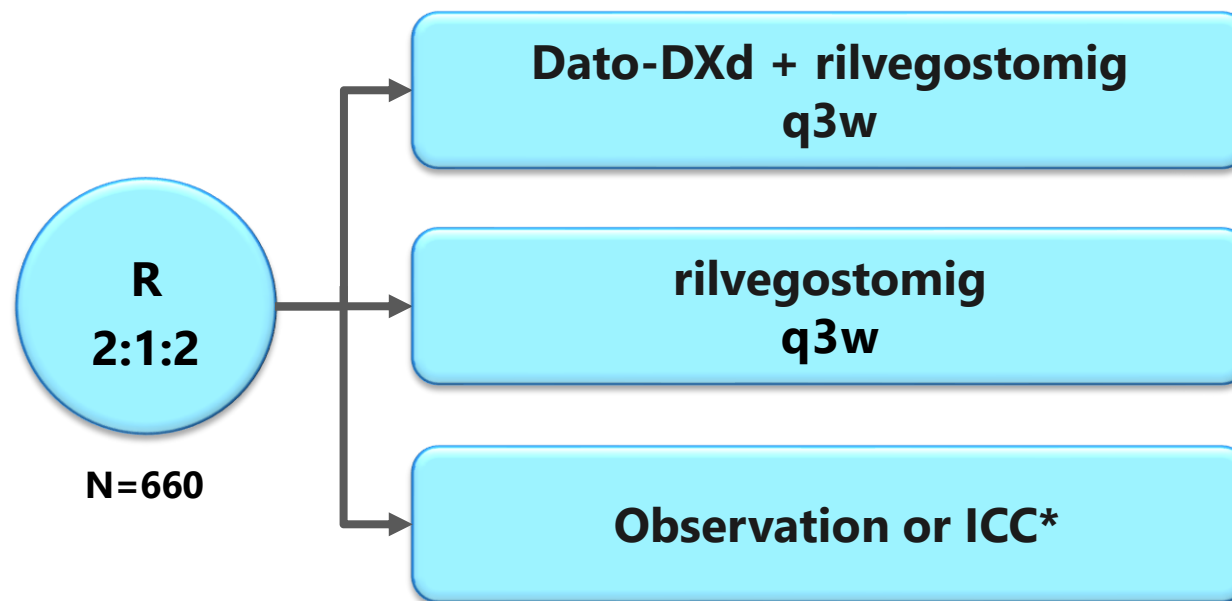 R
2:1:2
N=660
Dato-DXd + rilvegostomig
q3w
rilvegostomig
q3w
Observation or ICC*